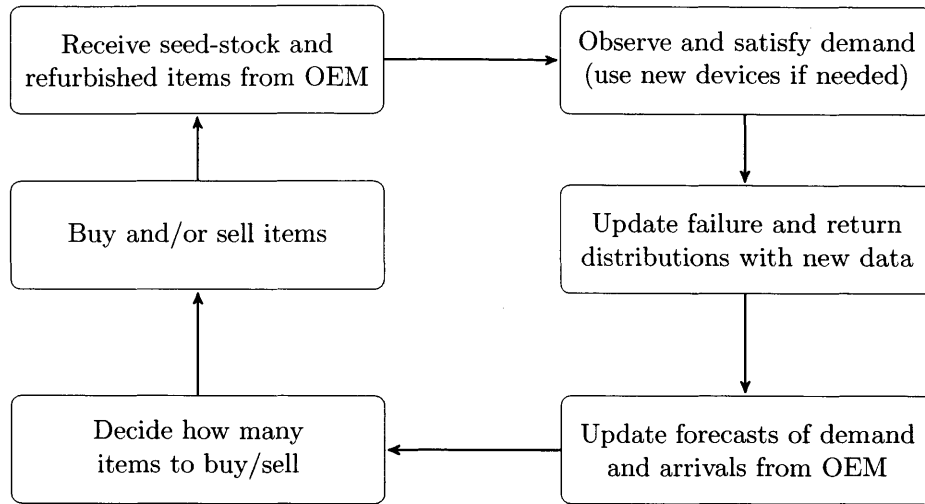 Receive seed-stock and
refurbished items from OEM
Observe and satisfy demand
(use new devices if needed)
Buy and/or sell items
Update failure and return
distributions with new data
Decide how many
items to buy/sell
Update forecasts of demand
and arrivals from OEM